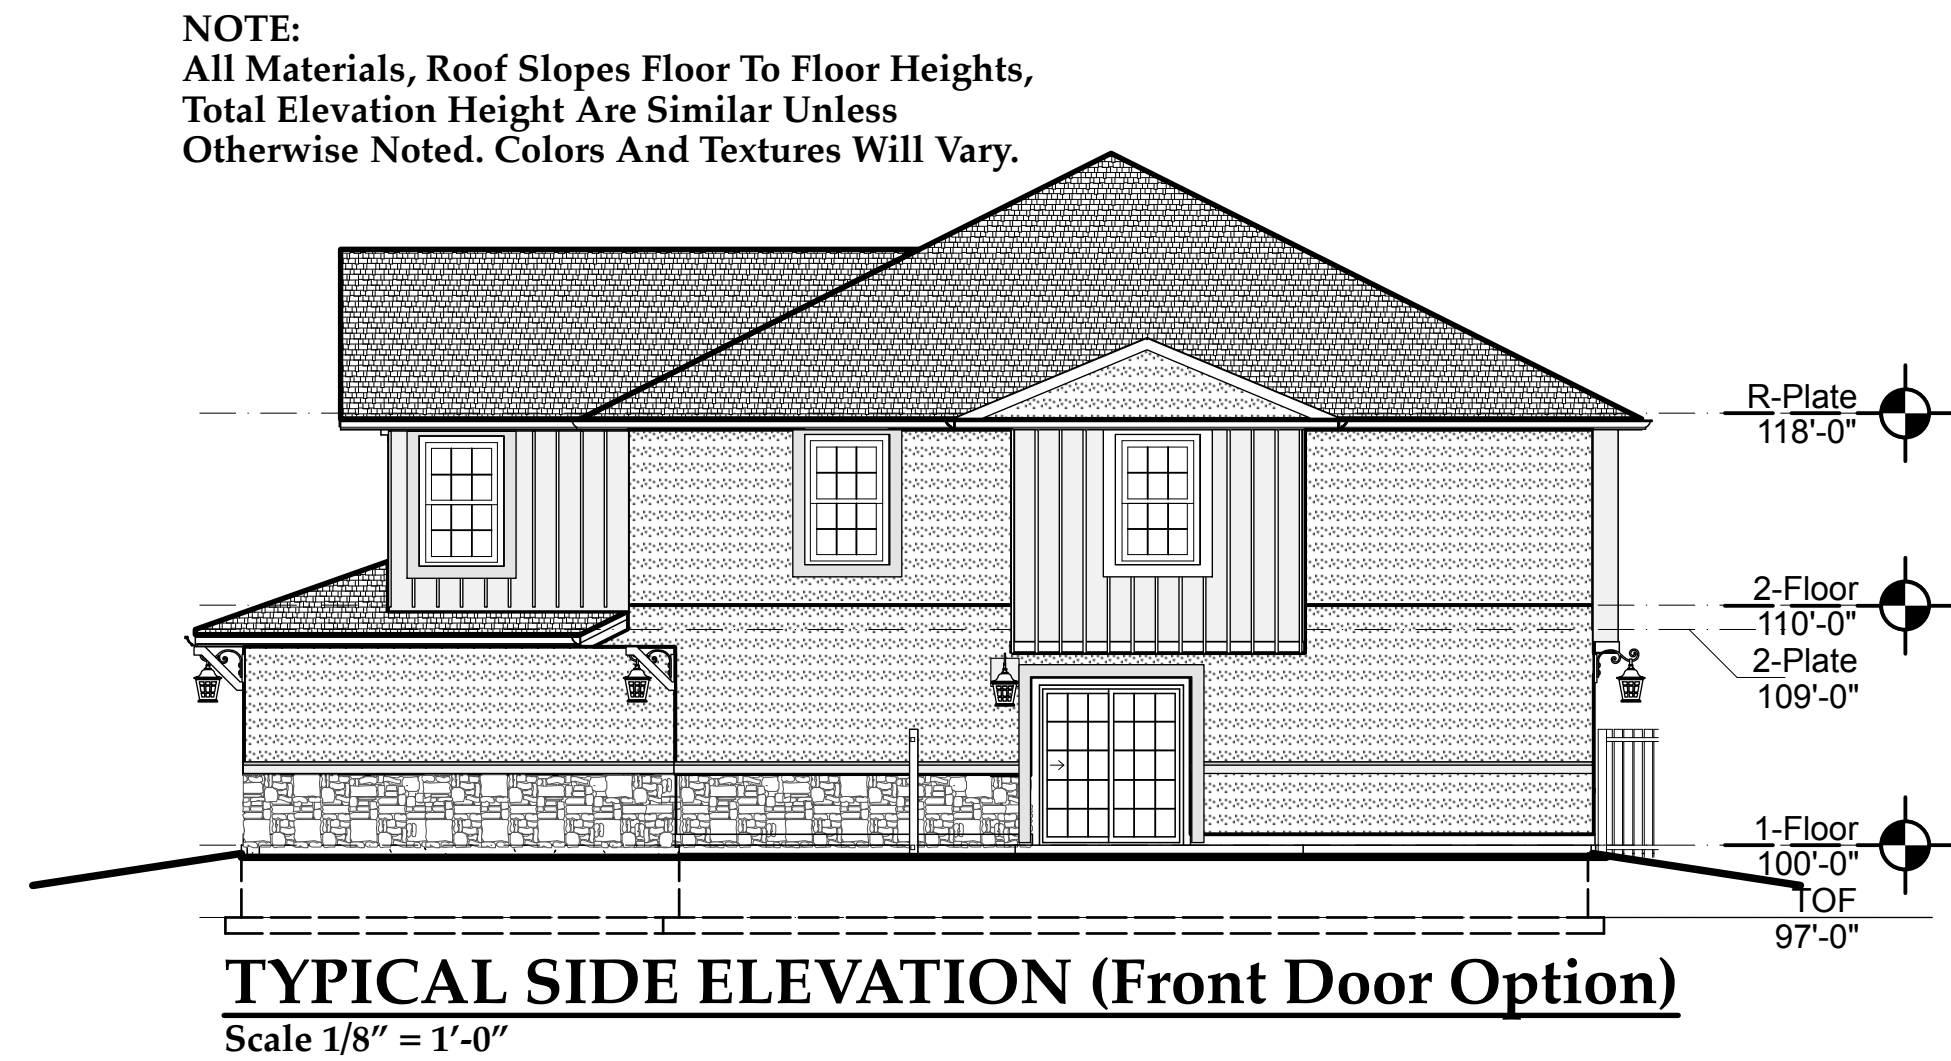 NOTE:
All Materials, Roof Slopes Floor To Floor Heights,
Total Elevation Height Are Similar Unless
Otherwise Noted. Colors And Textures Will Vary.
R-Plate
118'-0"
2-Floor
110'-0"
2-Plate
109'-0"
1-Floor
100'-0"
TOF
97'-0"
TYPICAL SIDE ELEVATION (Front Door Option)
Scale 1/8” = 1’-0”